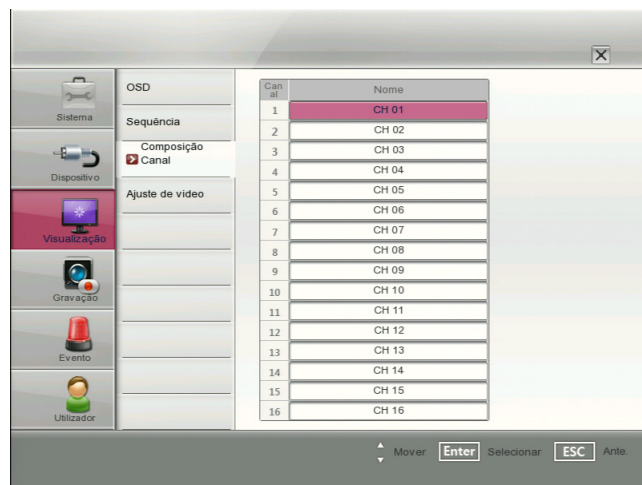 Sistema
Dispositivo
Visualização
Gravação
Evento
Utilizador
OSD
Sequência
Composição
Canal
Ajuste de vídeo
Can
al
Nome
1 CH 01
2 CH 02
3 CH 03
4 CH 04
5 CH 05
6 CH 06
7 CH 07
8 CH 08
9 CH 09
10 CH 10
11 CH 11
12 CH 12
13 CH 13
14 CH 14
15 CH 15
16 CH 16
Mover Enter Selecionar ESC Ante.